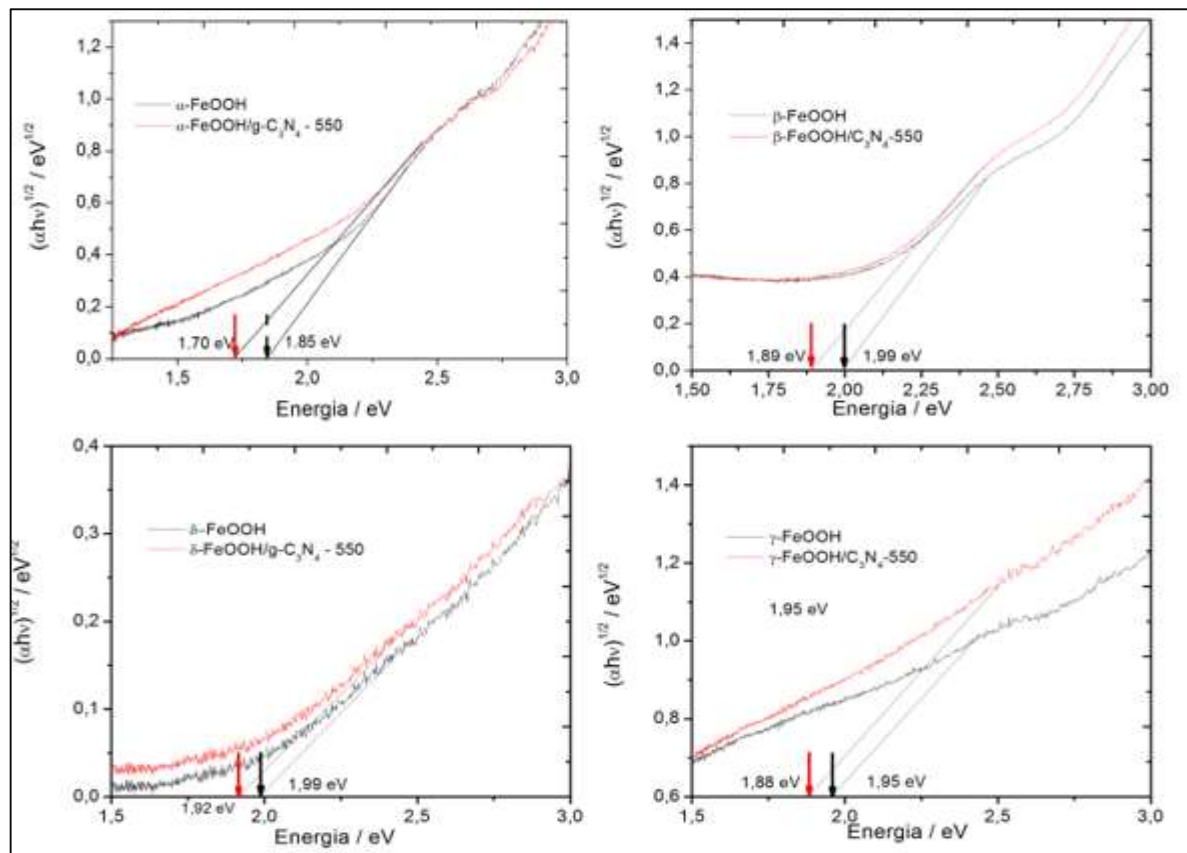 α-FeOOH
α-FeOOH/g-C₃N₄ - 550
(αhν)^1/2 / eV^1/2
1,2
1,0
0,8
0,6
0,4
0,2
0,0
1.70 eV
1.85 eV
1,5
2,0
2,5
3,0
Energia / eV
β-FeOOH
β-FeOOH/C₃N₄-550
(αhν)^1/2 / eV^1/2
1,4
1,2
1,0
0,8
0,6
0,4
0,2
0,0
1,89 eV
1,99 eV
1,50
1,75
2,00
2,25
2,50
2,75
3,00
Energia / eV
δ-FeOOH
δ-FeOOH/g-C₃N₄ - 550
(αhν)^1/2 / eV^1/2
0,4
0,3
0,2
0,1
0,0
1,92 eV
1,99 eV
1,5
2,0
2,5
3,0
Energia / eV
γ-FeOOH
γ-FeOOH/C₃N₄-550
1,95 eV
(αhν)^1/2 / eV^1/2
1,4
1,2
1,0
0,8
0,6
1,88 eV
1,95 eV
1,5
2,0
2,5
3,0
Energia / eV